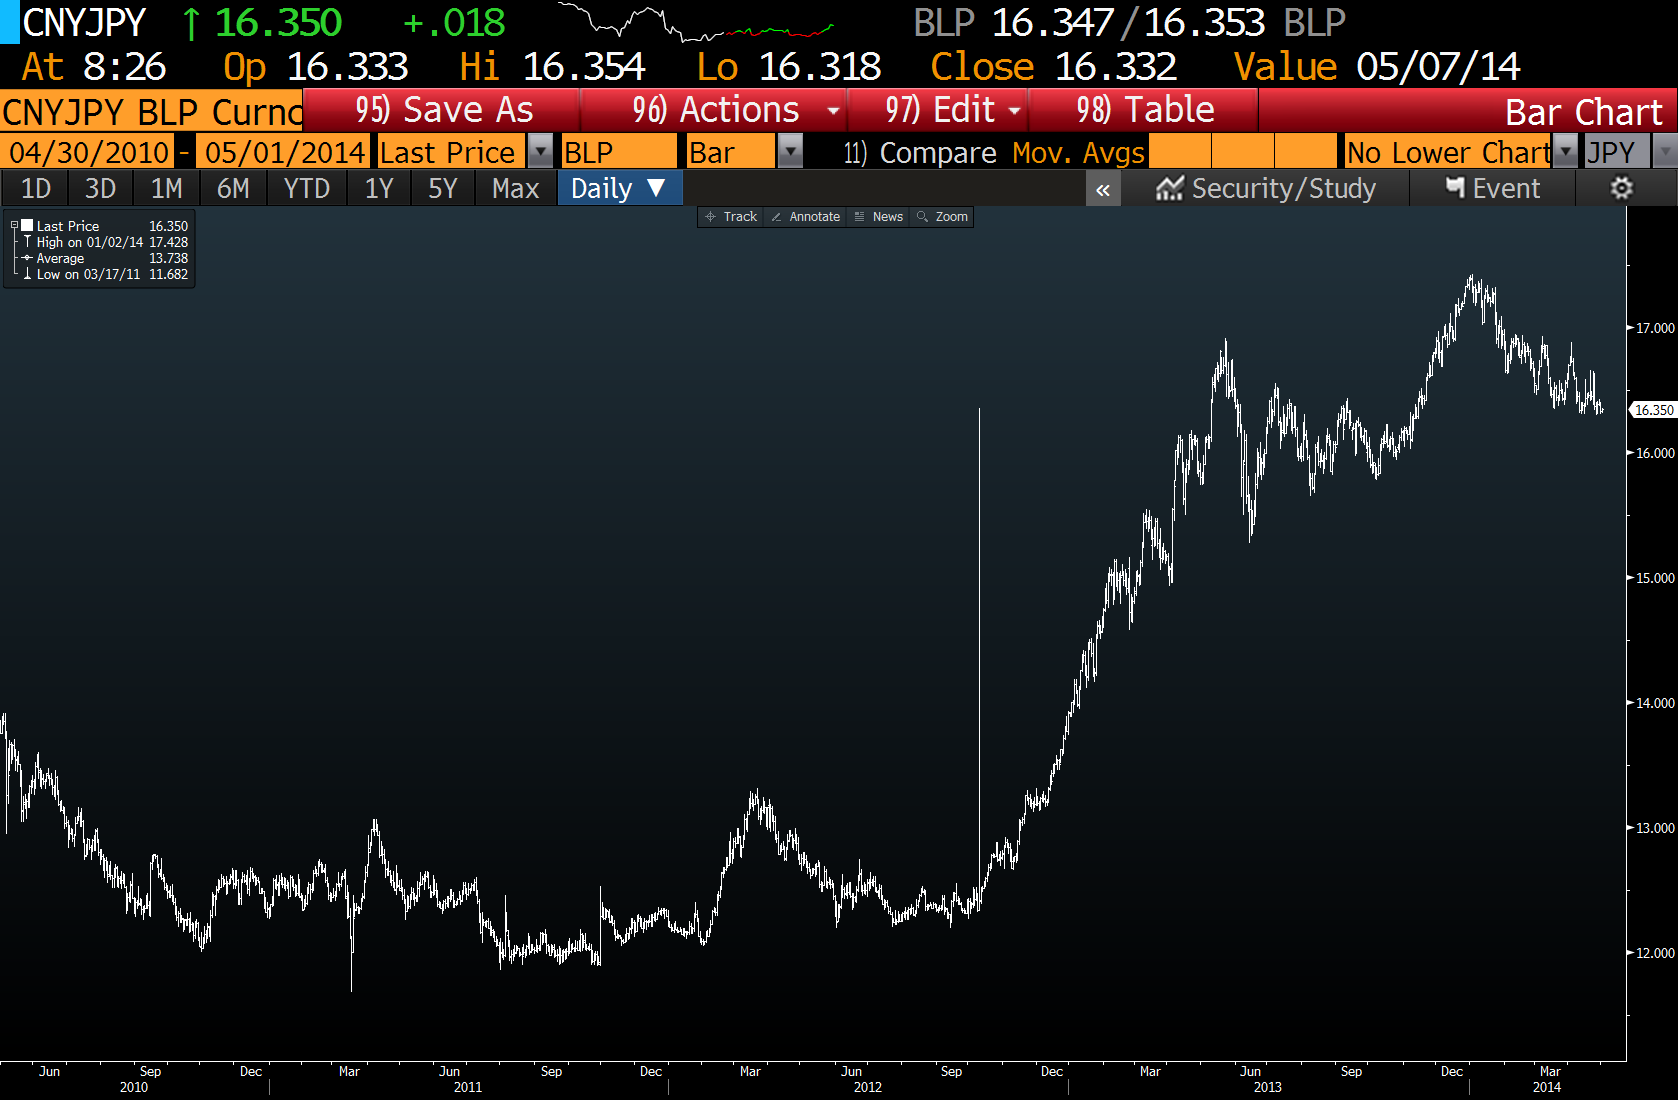 CNYJPY ↑ 16.350 +.018 BLP 16.347/16.353 BLP
At 8:26 Op 16.333 Hi 16.354 Lo 16.318 Close 16.332 Value 05/07/14
CNYJPY BLP Curnc 95) Save As 96) Actions 97) Edit 98) Table Bar Chart
04/30/2010 - 05/01/2014 Last Price BLP Bar 11) Compare Mov. Avgs No Lower Chart JPY
1D 3D 1M 6M YTD 1Y 5Y Max Daily ▼ « Security/Study Event
Track Annotate News Zoom
Last Price 16.350
High on 01/02/14 17.428
Average 13.738
Low on 03/17/11 11.682
17.000
16.350
16.000
15.000
14.000
13.000
12.000
Jun Sep Dec Mar Jun Sep Dec Mar Jun Sep Dec Mar Jun Sep Dec Mar
2010 2011 2012 2013 2014